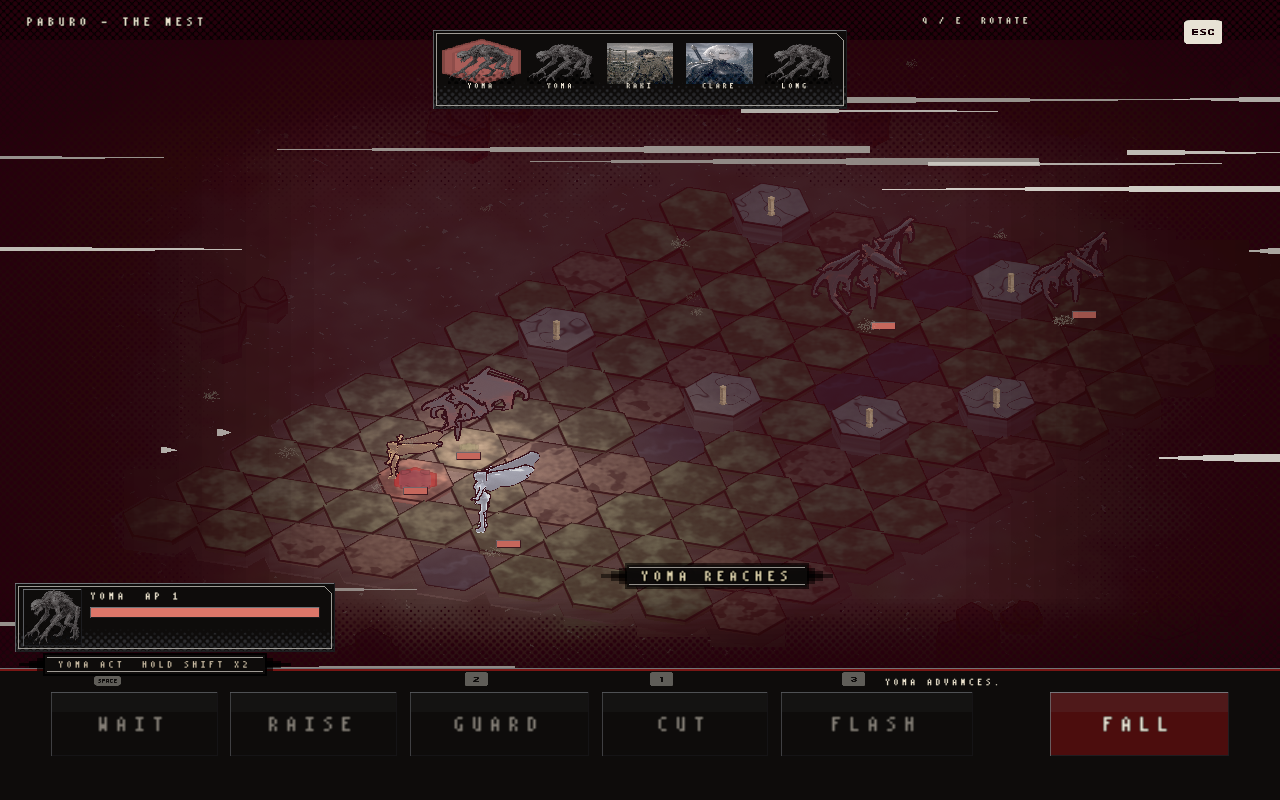 PABURO - THE NEST
Q / E ROTATE
ESC
YOMA
YOMA
RAKI
CLARE
LONG
YOMA REACHES
YOMA AP 1
YOMA ACT HOLD SHIFT X2
SPACE
2
1
3
YOMA ADVANCES.
WAIT
RAISE
GUARD
CUT
FLASH
FALL